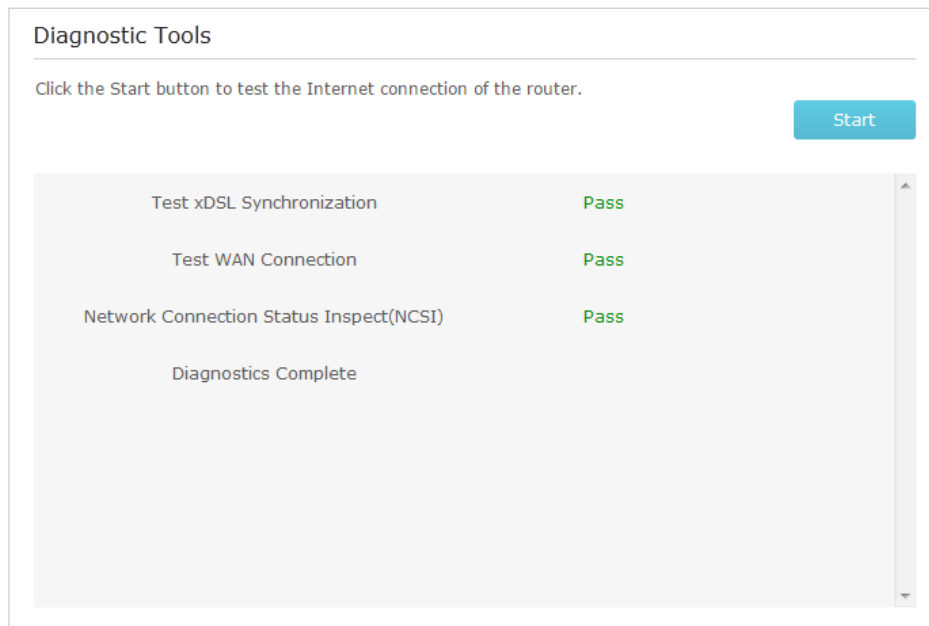 Diagnostic Tools
Click the Start button to test the Internet connection of the router.
Start
Test xDSL Synchronization Pass
Test WAN Connection Pass
Network Connection Status Inspect(NCSI) Pass
Diagnostics Complete